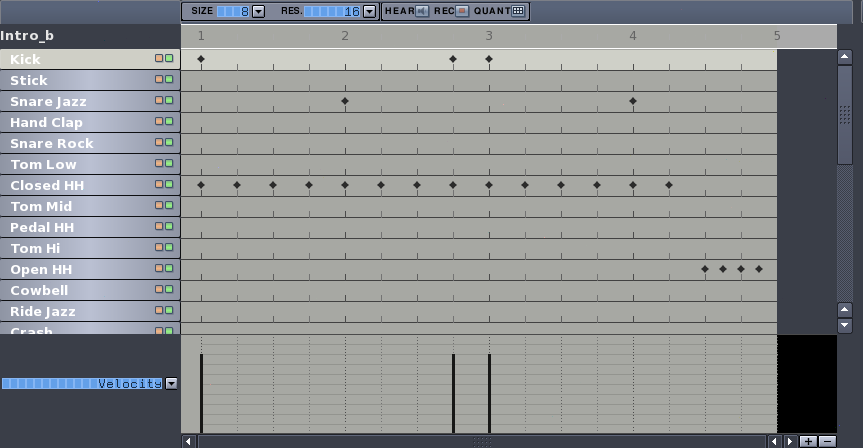 SIZE 8 RES. 16 HEAR REC QUANT
Intro_b 1 2 3 4 5
Kick
Stick
Snare Jazz
Hand Clap
Snare Rock
Tom Low
Closed HH
Tom Mid
Pedal HH
Tom Hi
Open HH
Cowbell
Ride Jazz
Crash
Velocity